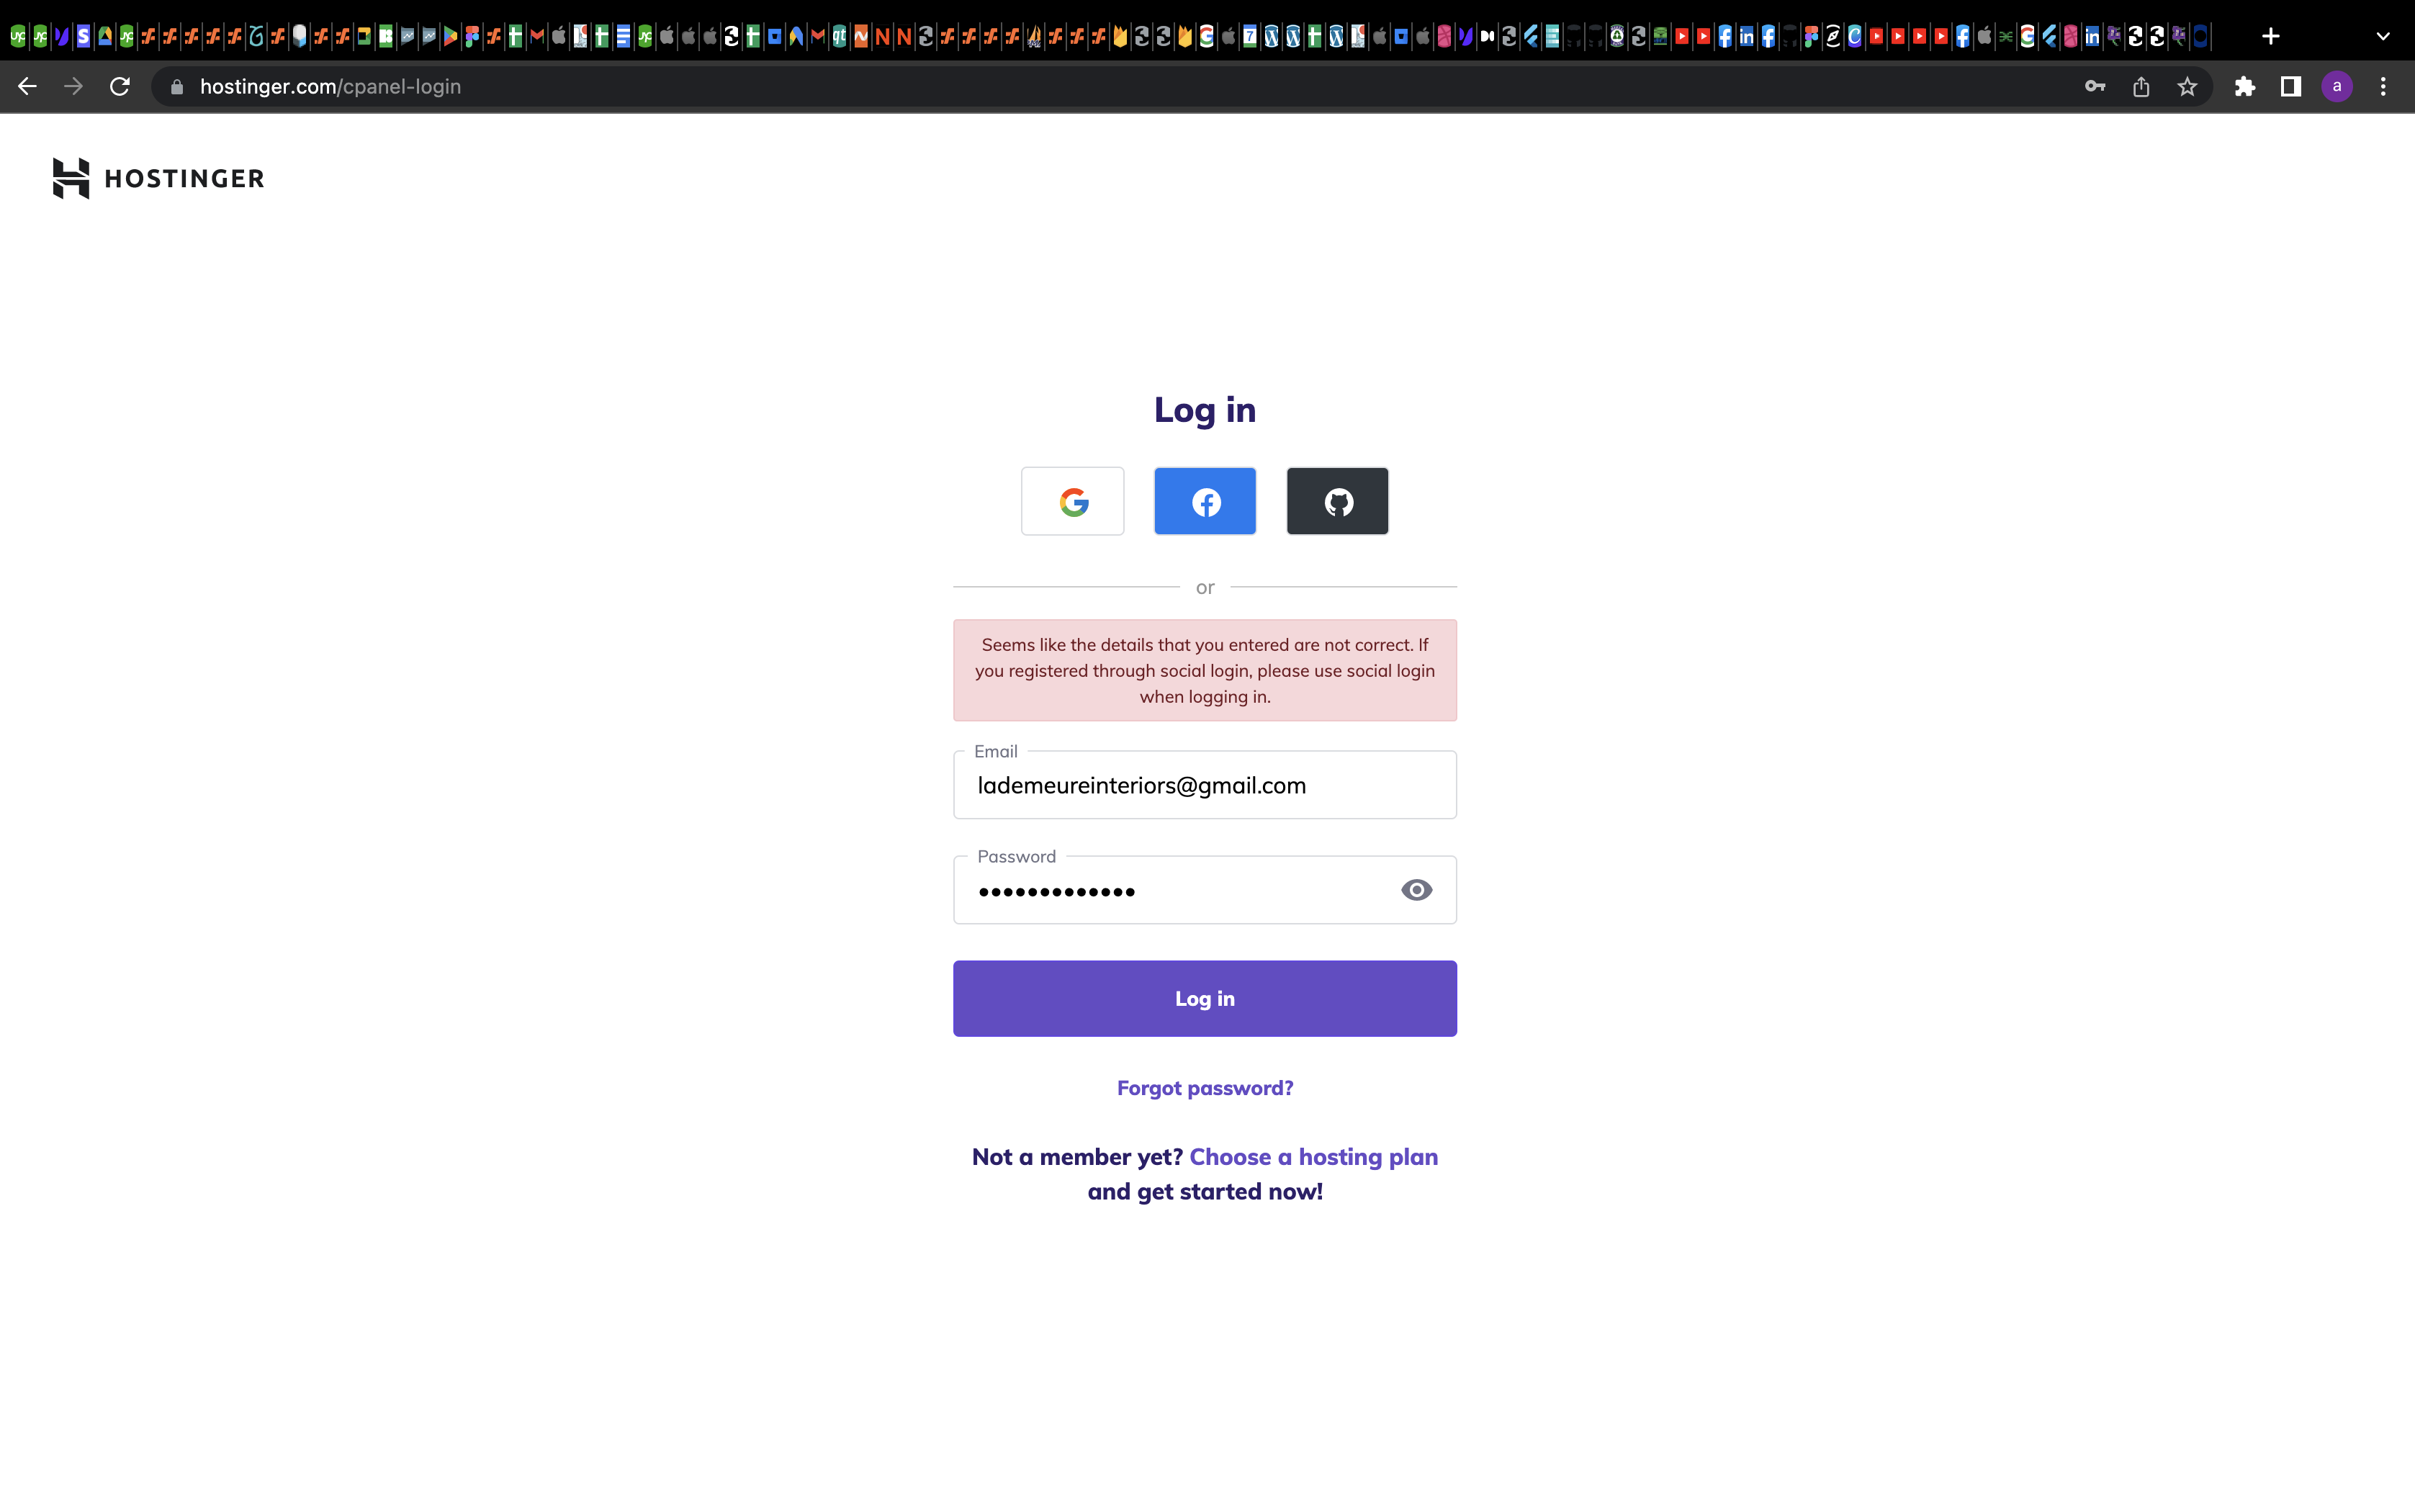 hostinger.com/cpanel-login
a
HOSTINGER
Log in
or
Seems like the details that you entered are not correct. If
you registered through social login, please use social login
when logging in.
Email
lademeureinteriors@gmail.com
Password
Log in
Forgot password?
Not a member yet? Choose a hosting plan
and get started now!